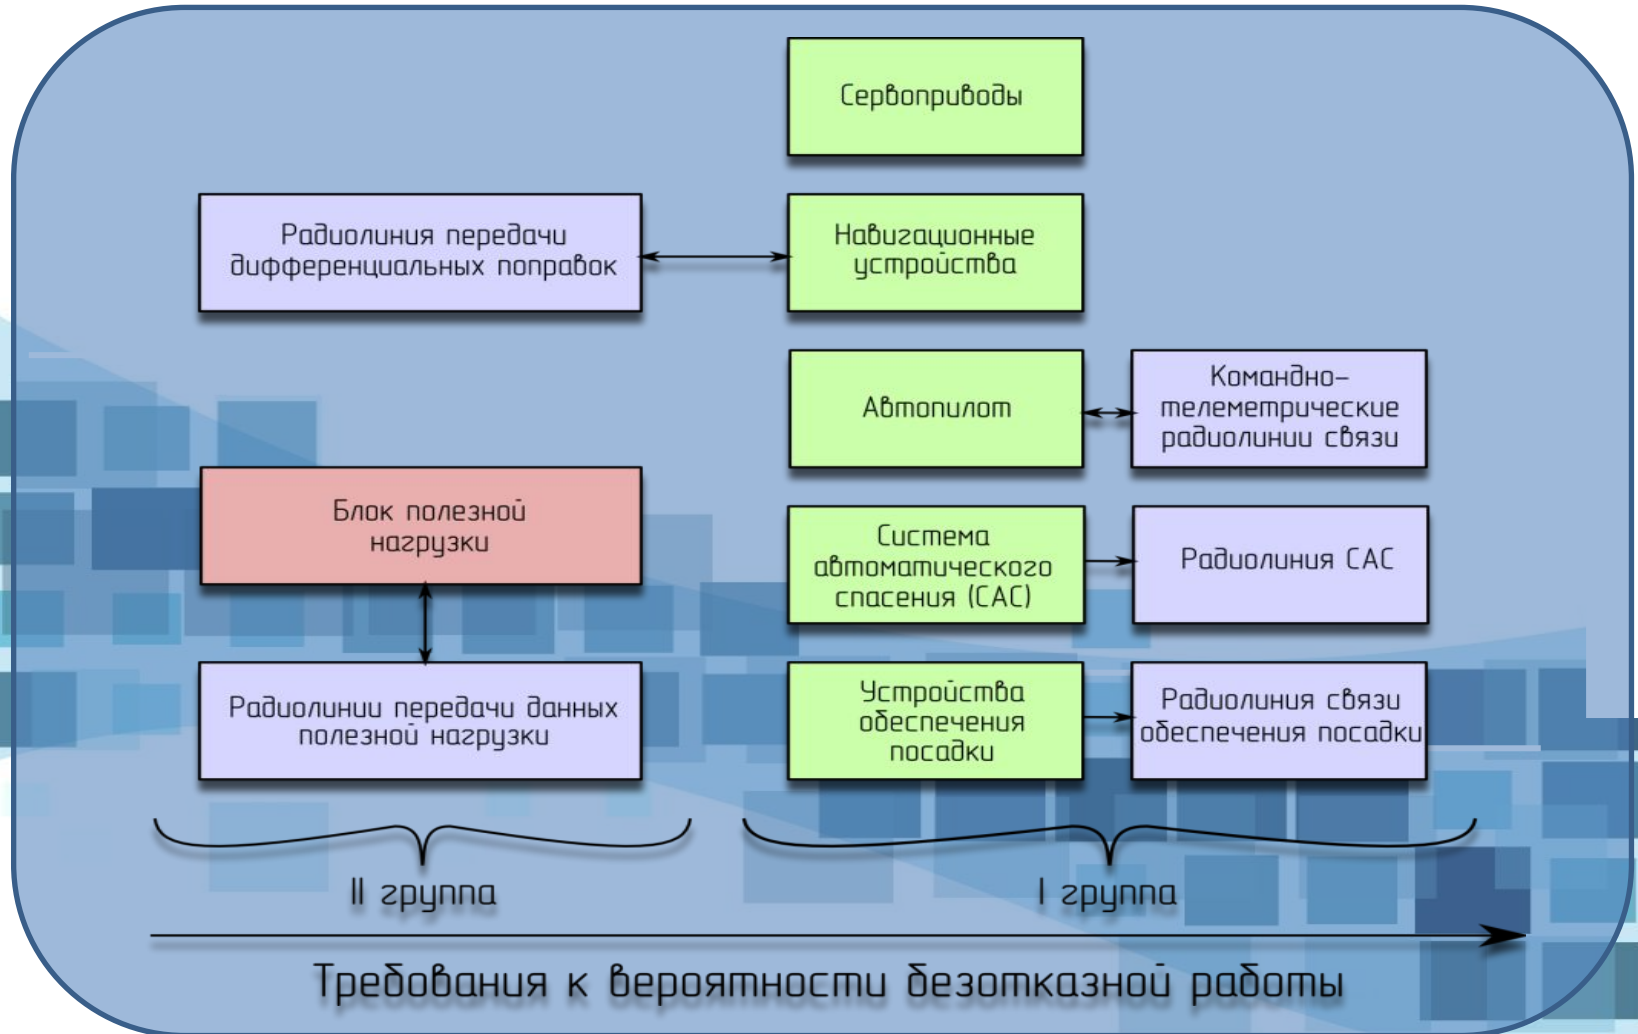 Сервоприводы
Радиолиния передачи
дифференциальных поправок
Навигационные
устройства
Автопилот
Командно-
телеметрические
радиолинии связи
Блок полезной
нагрузки
Система
автоматического
спасения (САС)
Радиолиния САС
Радиолинии передачи данных
полезной нагрузки
Устройства
обеспечения
посадки
Радиолиния связи
обеспечения посадки
II группа
I группа
Требования к вероятности безотказной работы